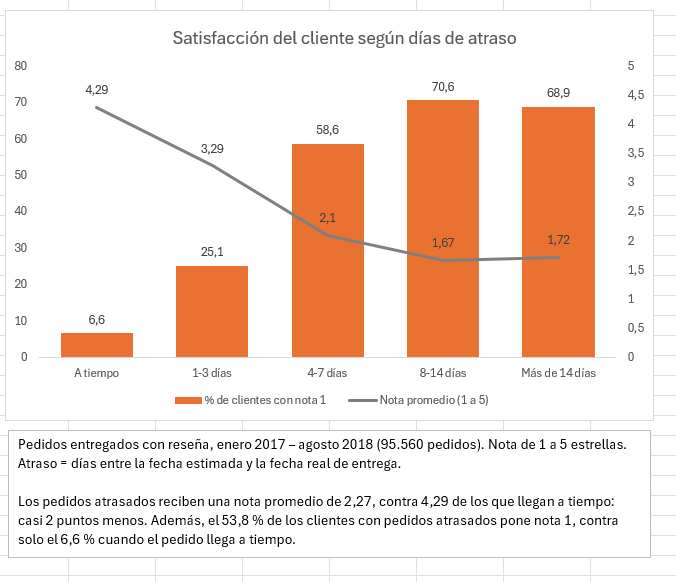 Satisfacción del cliente según días de atraso
80
70
60
50
40
30
20
10
0
5
4,5
4
3,5
3
2,5
2
1,5
1
0,5
0
4,29
3,29
2,1
1,67
1,72
6,6
25,1
58,6
70,6
68,9
A tiempo
1-3 días
4-7 días
8-14 días
Más de 14 días
% de clientes con nota 1
Nota promedio (1 a 5)
Pedidos entregados con reseña, enero 2017 – agosto 2018 (95.560 pedidos). Nota de 1 a 5 estrellas.
Atraso = días entre la fecha estimada y la fecha real de entrega.
Los pedidos atrasados reciben una nota promedio de 2,27, contra 4,29 de los que llegan a tiempo:
casi 2 puntos menos. Además, el 53,8 % de los clientes con pedidos atrasados pone nota 1, contra
solo el 6,6 % cuando el pedido llega a tiempo.